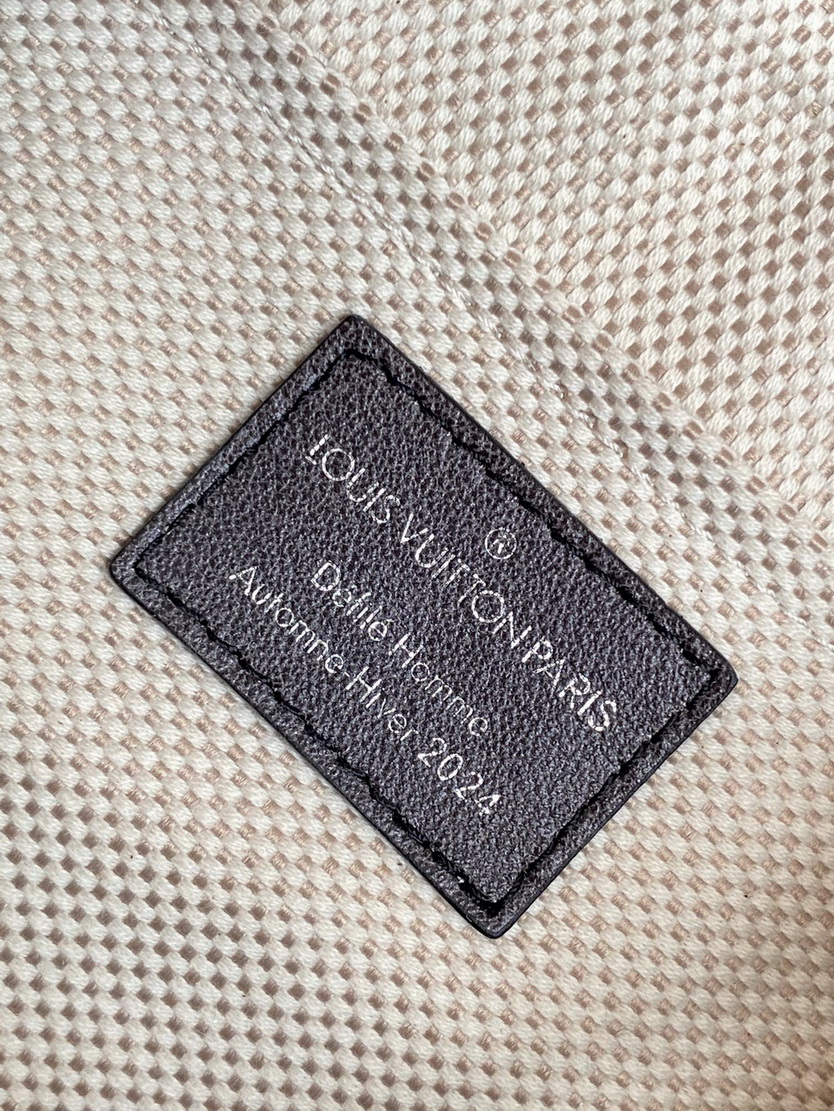 ®
LOUIS VUITTON PARIS
Défilé Homme
Automne-Hiver 2024